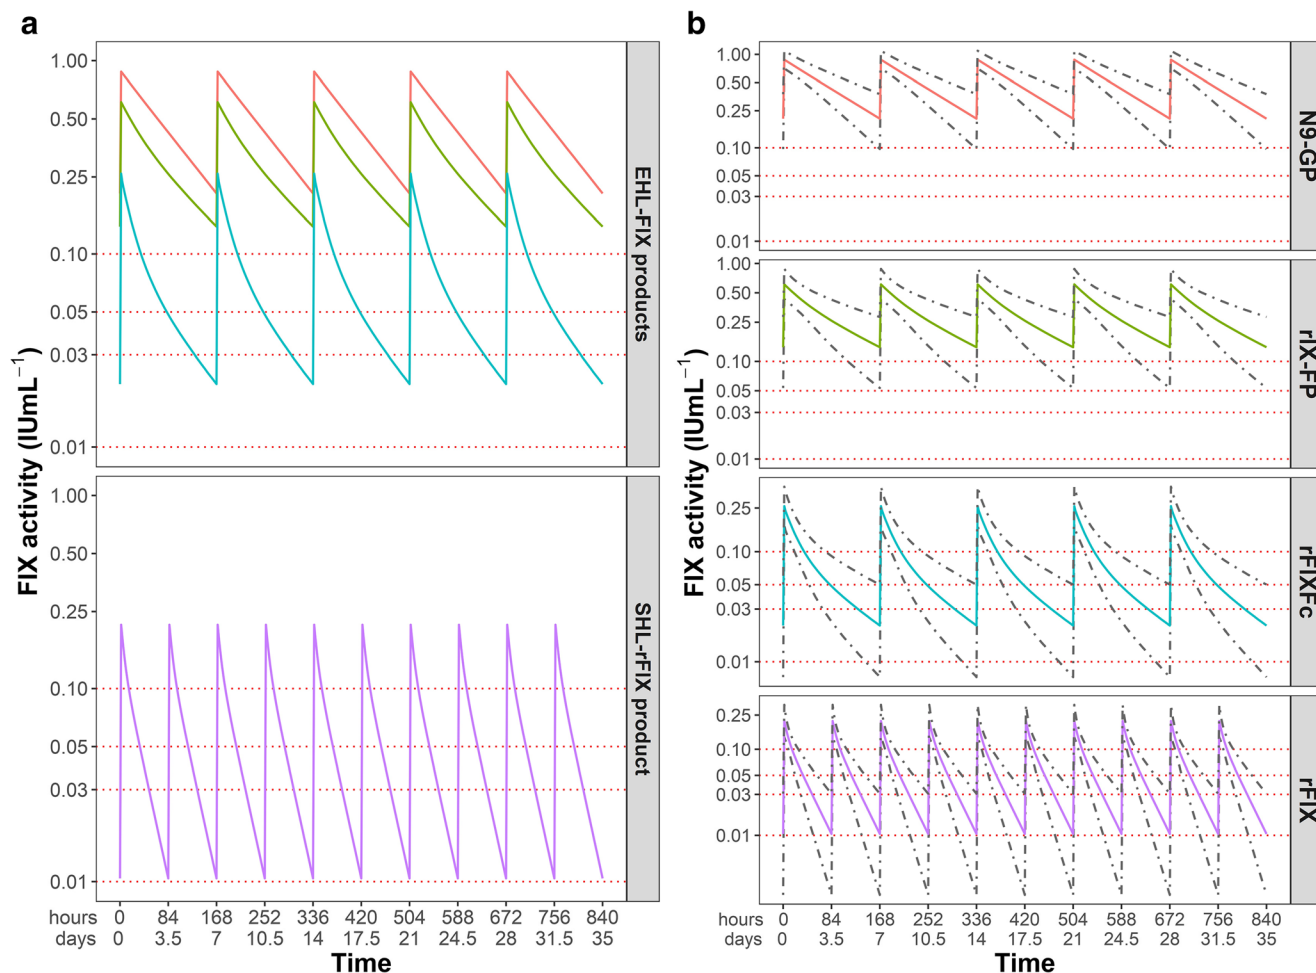 a
FIX activity (IUmL⁻¹)
1.00
0.50
0.25
0.10
0.05
0.03
0.01
EHL-FIX products
1.00
0.50
0.25
0.10
0.05
0.03
0.01
SHL-rFIX product
hours 0 84 168 252 336 420 504 588 672 756 840
days 0 3.5 7 10.5 14 17.5 21 24.5 28 31.5 35
Time
b
FIX activity (IUmL⁻¹)
1.00
0.50
0.25
0.10
0.05
0.03
0.01
N9-GP
1.00
0.50
0.25
0.10
0.05
0.03
0.01
rIX-FP
0.25
0.10
0.05
0.03
0.01
rFIXFc
0.25
0.10
0.05
0.03
0.01
rFIX
hours 0 84 168 252 336 420 504 588 672 756 840
days 0 3.5 7 10.5 14 17.5 21 24.5 28 31.5 35
Time